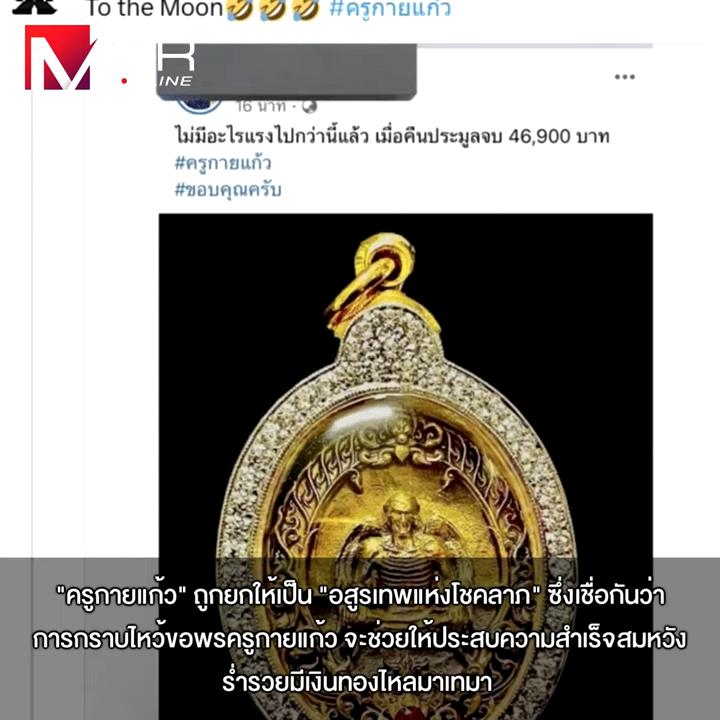 To the Moon🤣🤣🤣 #ครูกายแก้ว
M R
INE
16 นาที ·
ไม่มีอะไรแรงไปกว่านี้แล้ว เมื่อคืนประมูลจบ 46,900 บาท
#ครูกายแก้ว
#ขอบคุณครับ
"ครูกายแก้ว" ถูกยกให้เป็น "อสูรเทพแห่งโชคลาภ" ซึ่งเชื่อกันว่า
การกราบไหว้ขอพรครูกายแก้ว จะช่วยให้ประสบความสำเร็จสมหวัง
ร่ำรวยมีเงินทองไหลมาเทมา